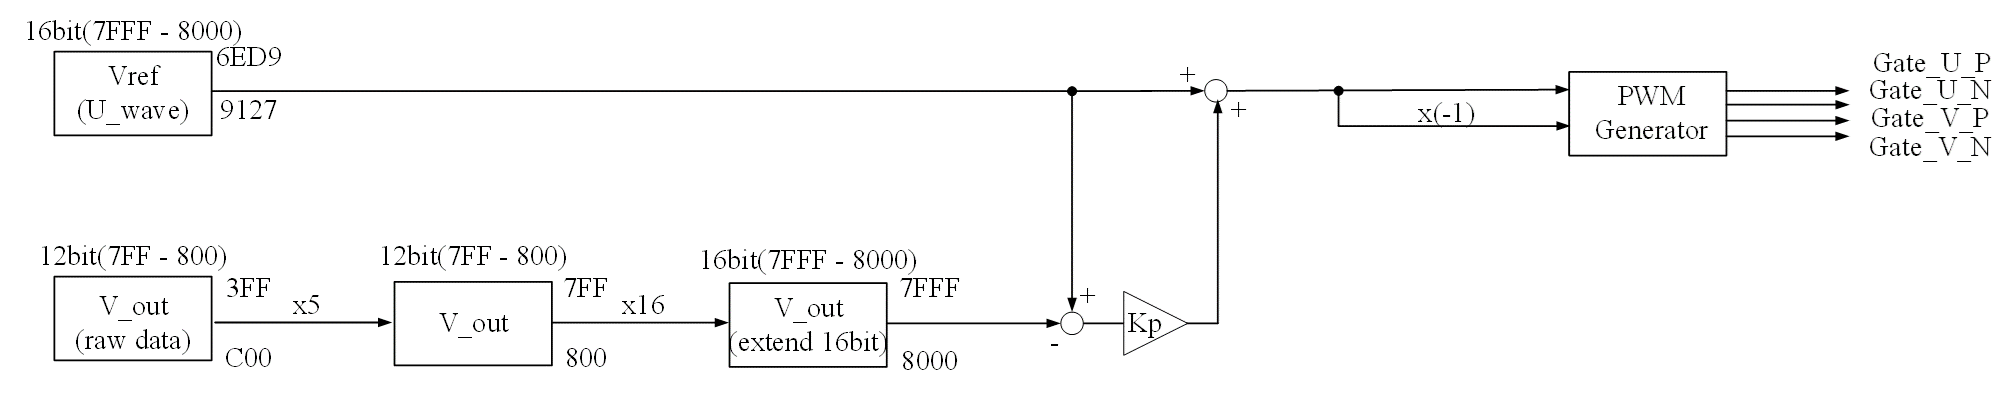 16bit(7FFF - 8000)
6ED9
Vref
(U_wave)
9127
+
+
x(-1)
PWM
Generator
Gate_U_P
Gate_U_N
Gate_V_P
Gate_V_N
12bit(7FF - 800)
3FF
V_out
(raw data)
C00
x5
12bit(7FF - 800)
7FF
V_out
800
x16
16bit(7FFF - 8000)
7FFF
V_out
(extend 16bit)
8000
+
-
Kp